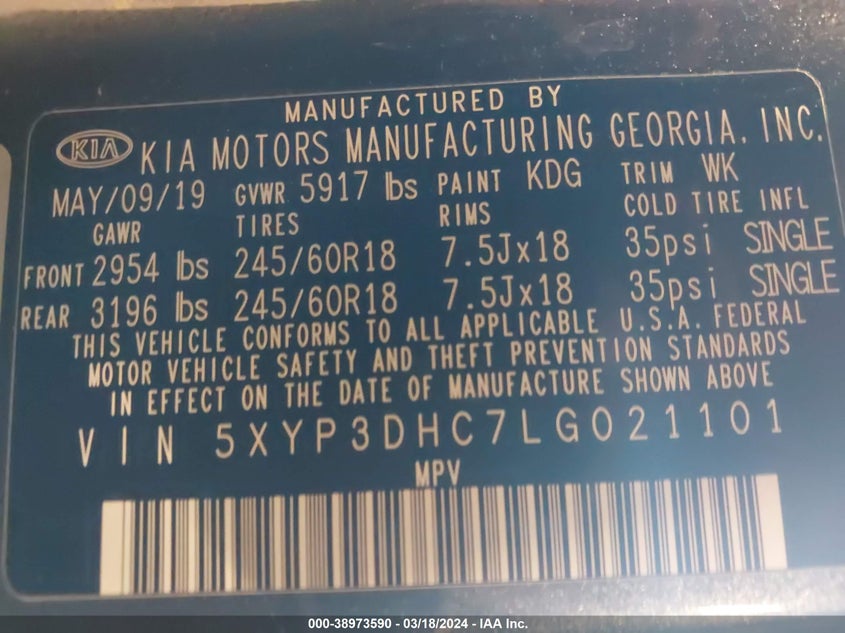 MANUFACTURED BY
KIA KIA MOTORS MANUFACTURING GEORGIA, INC.
MAY/09/19 GVWR 5917 lbs PAINT KDG TRIM WK
GAWR TIRES RIMS COLD TIRE INFL
FRONT 2954 lbs 245/60R18 7.5Jx18 35psi SINGLE
REAR 3196 lbs 245/60R18 7.5Jx18 35psi SINGLE
THIS VEHICLE CONFORMS TO ALL APPLICABLE U.S.A. FEDERAL
MOTOR VEHICLE SAFETY AND THEFT PREVENTION STANDARDS
IN EFFECT ON THE DATE OF MANUFACTURE SHOWN ABOVE
VIN 5XYP3DHC7LG021101
MPV
000-38973590 - 03/18/2024 - IAA Inc.